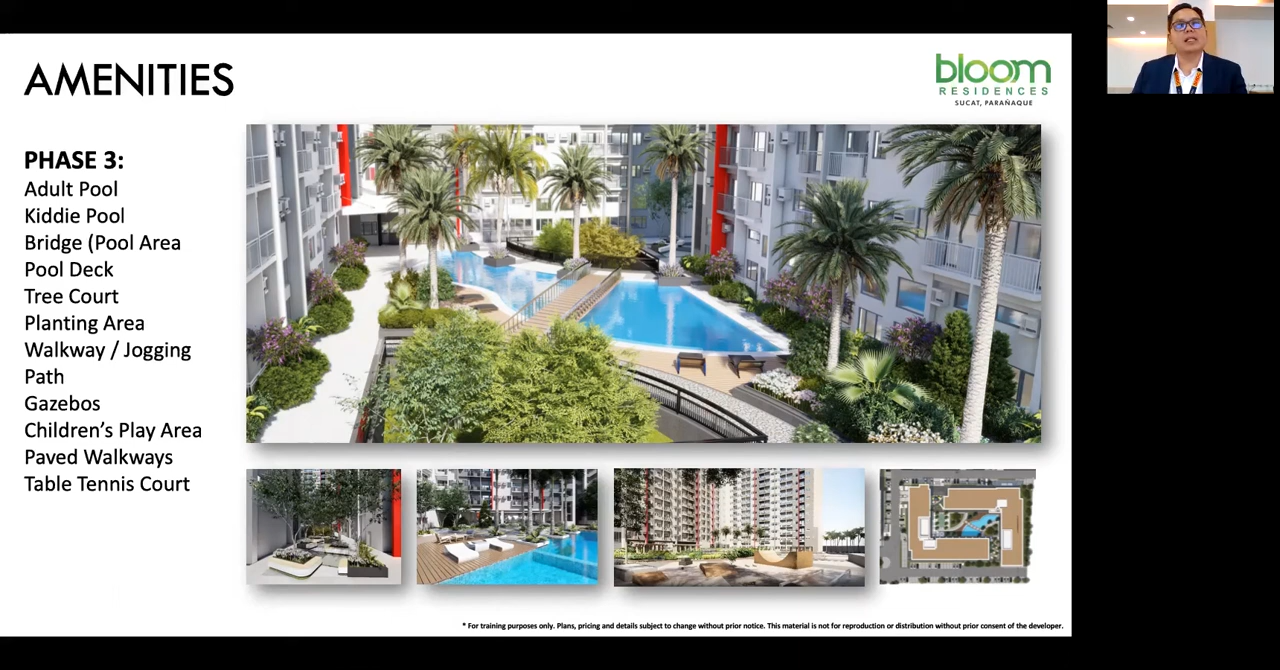 AMENITIES
bloom
RESIDENCES
SUCAT, PARAÑAQUE
PHASE 3:
Adult Pool
Kiddie Pool
Bridge (Pool Area
Pool Deck
Tree Court
Planting Area
Walkway / Jogging
Path
Gazebos
Children’s Play Area
Paved Walkways
Table Tennis Court
* For training purposes only. Plans, pricing and details subject to change without prior notice. This material is not for reproduction or distribution without prior consent of the developer.